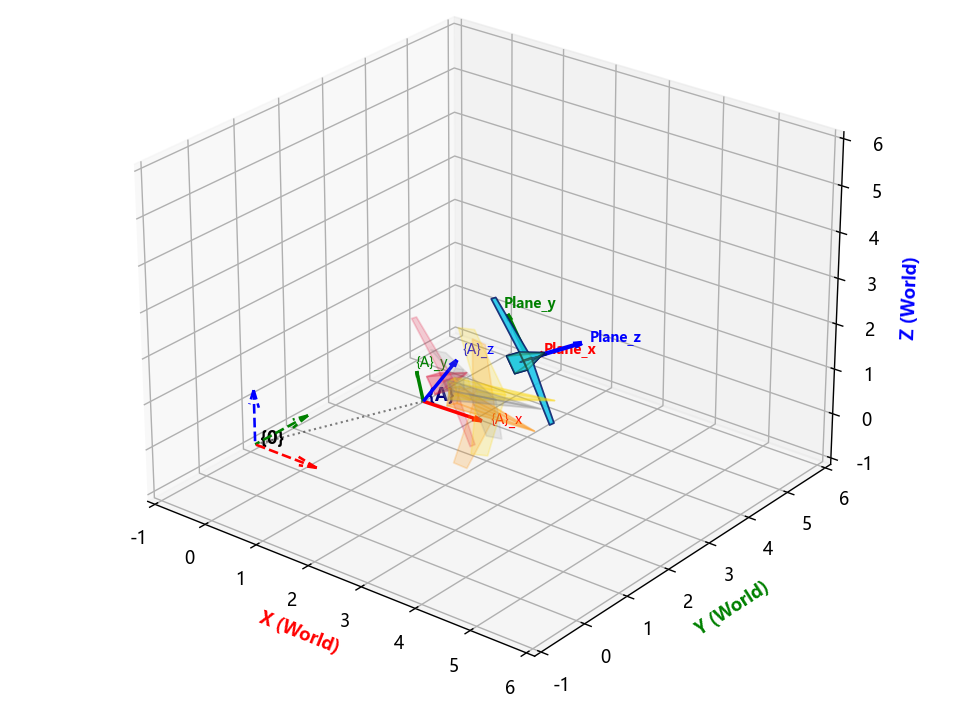 6
5
4
3
2
1
0
-1
Z (World)
Plane_y
Plane_z
Plane_x
{A}_z
{A}_y
{A}
{A}_x
{0}
-1
0
1
2
3
4
5
6
X (World)
-1
0
1
2
3
4
5
6
Y (World)